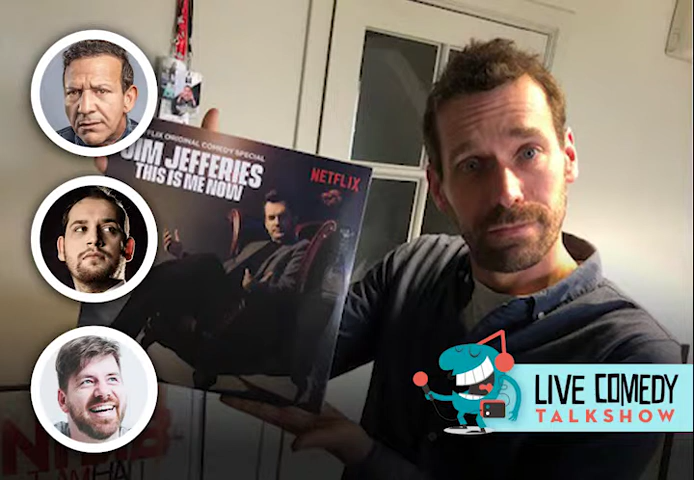 NETFLIX ORIGINAL COMEDY SPECIAL
JIM JEFFERIES
THIS IS ME NOW
NETFLIX
LIVE COMEDY
TALKSHOW